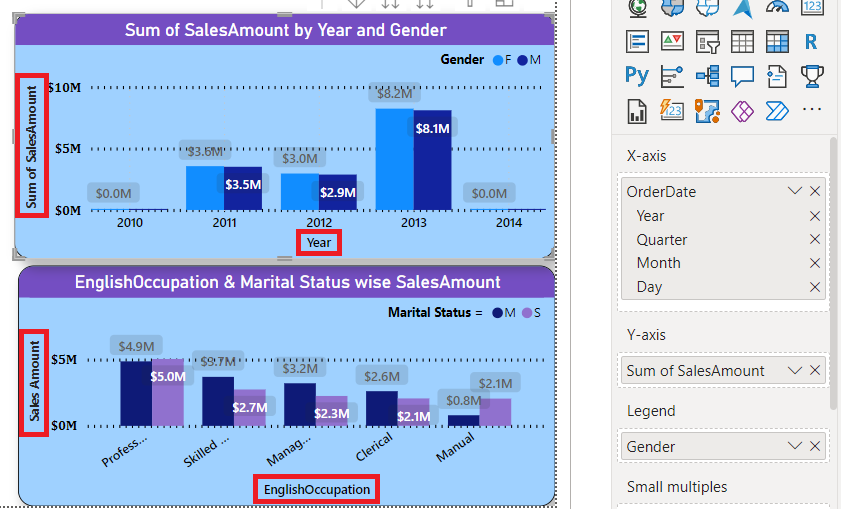 Sum of SalesAmount by Year and Gender
Gender F M
Sum of SalesAmount
$10M
$5M
$0M
$0.0M
$3.6M
$3.5M
$3.0M
$2.9M
$8.2M
$8.1M
$0.0M
2010 2011 2012 2013 2014
Year
EnglishOccupation & Marital Status wise SalesAmount
Marital Status = M S
Sales Amount
$5M
$0M
$4.9M
$5.0M
$3.7M
$2.7M
$3.2M
$2.3M
$2.6M
$2.1M
$0.8M
$2.1M
Profess... Skilled ... Manag... Clerical Manual
EnglishOccupation
123
R
Py
123
...
X-axis
OrderDate
Year
Quarter
Month
Day
Y-axis
Sum of SalesAmount
Legend
Gender
Small multiples